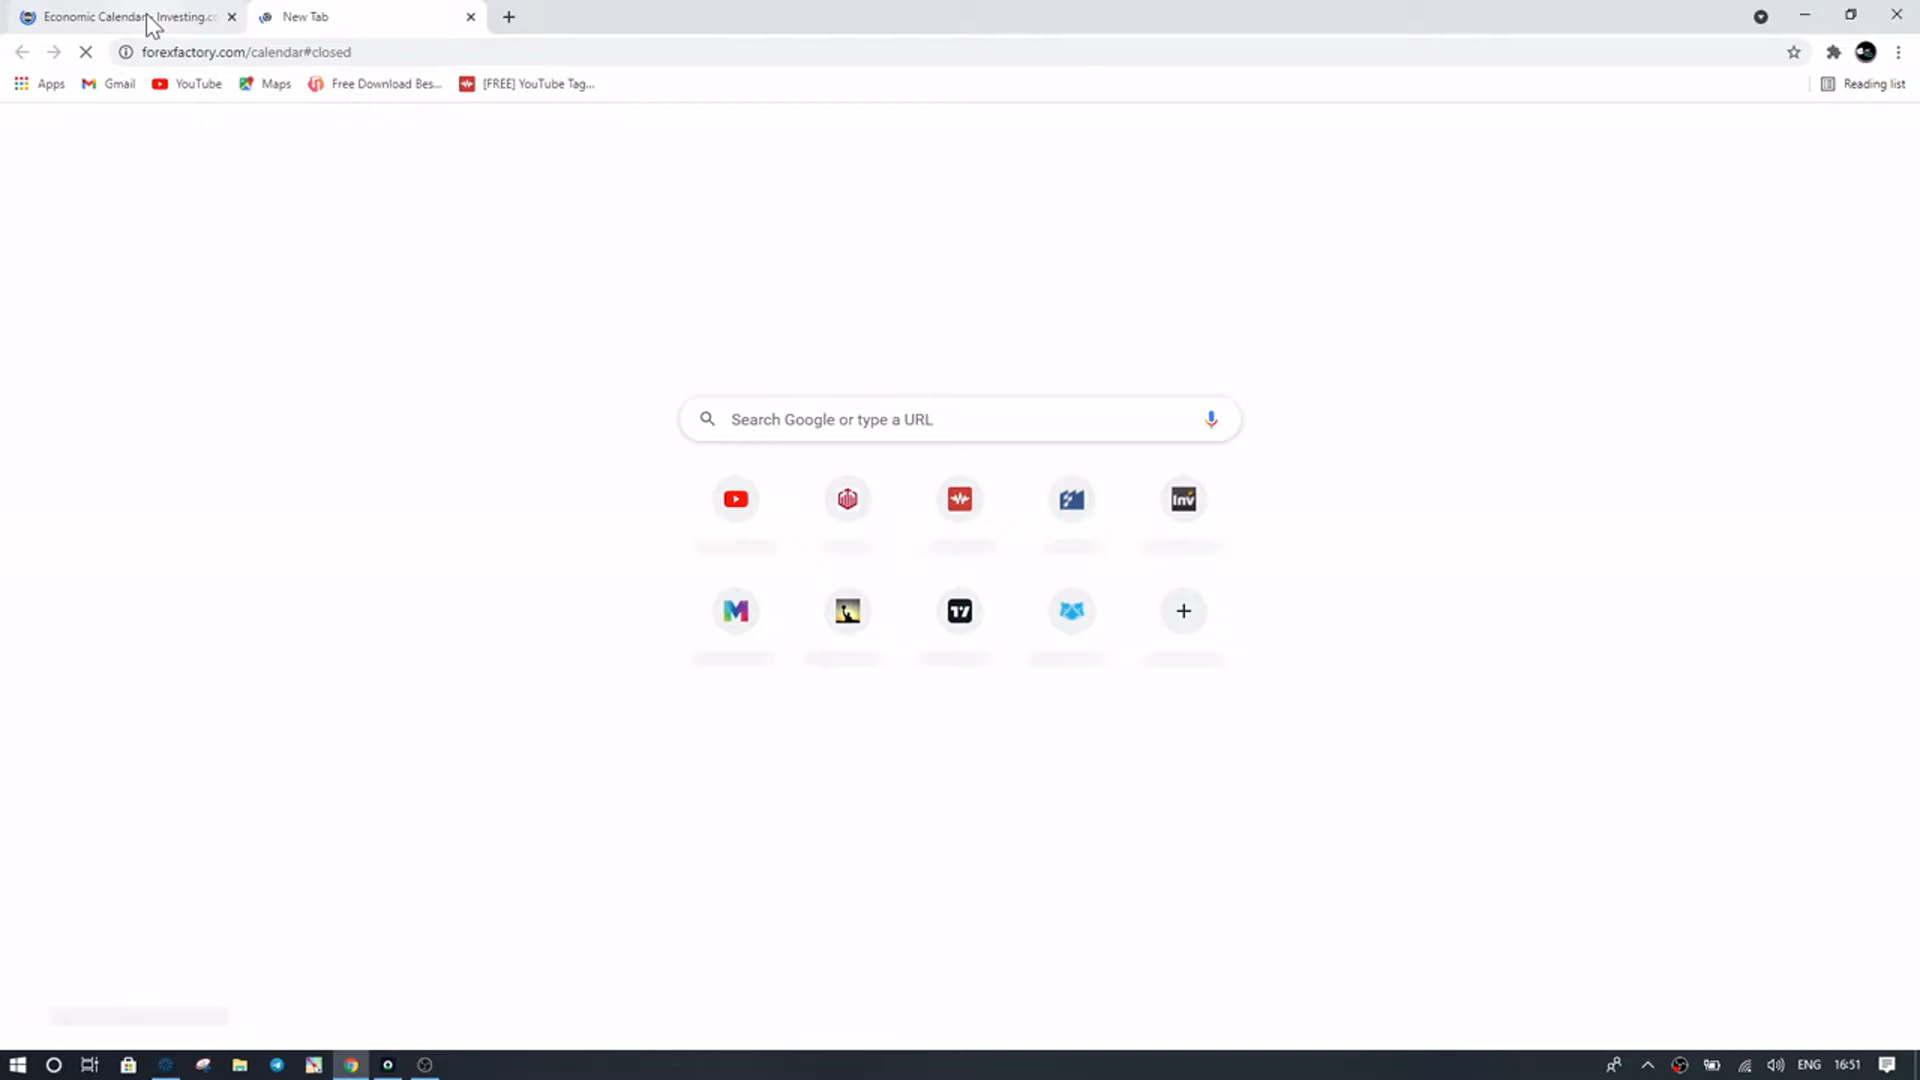 Economic Calendar - Investing.c
New Tab
forexfactory.com/calendar#closed
Apps
Gmail
YouTube
Maps
Free Download Bes...
[FREE] YouTube Tag...
Reading list
Search Google or type a URL
Inv
ENG
16:51